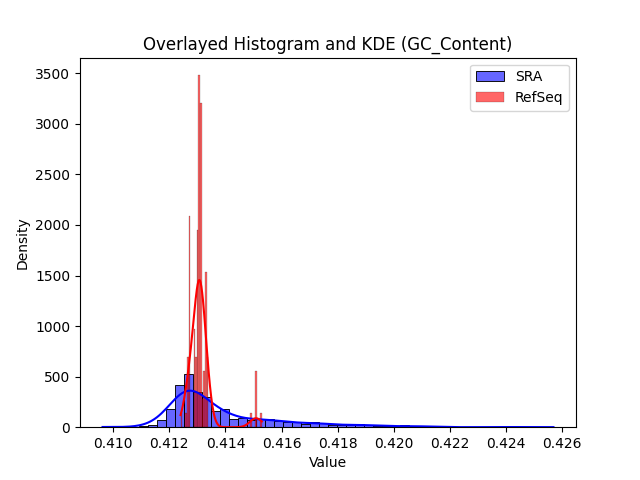 Overlayed Histogram and KDE (GC_Content)
SRA
RefSeq
3500
3000
2500
2000
1500
1000
500
0
Density
0.410 0.412 0.414 0.416 0.418 0.420 0.422 0.424 0.426
Value